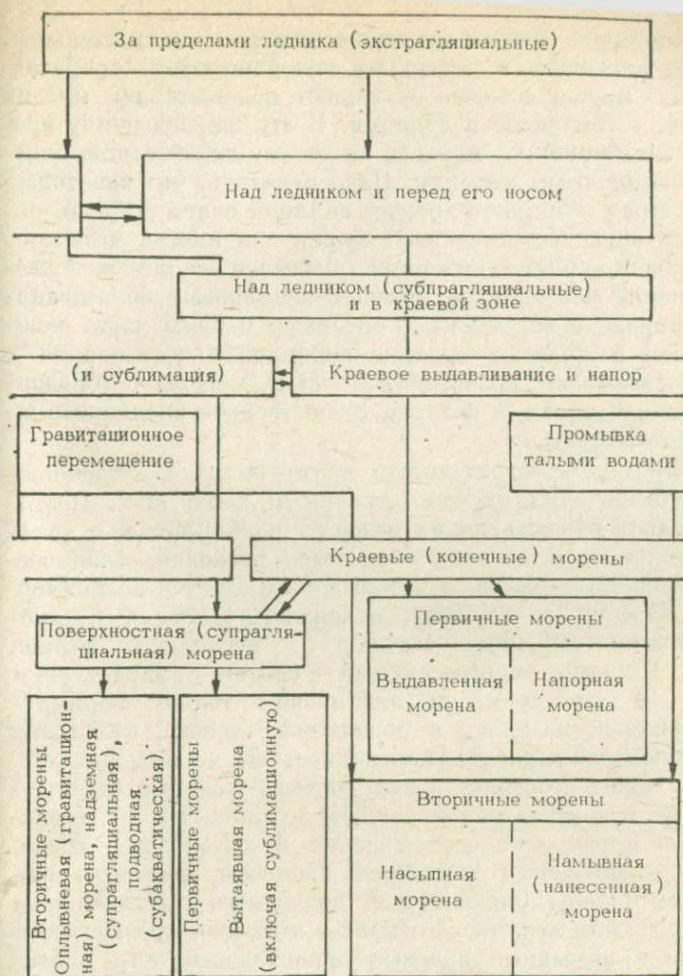 За пределами ледника (экстрагляциальные)
Над ледником и перед его носом
Над ледником (субпрагляциальные)
и в краевой зоне
(и сублимация)
Краевое выдавливание и напор
Гравитационное
перемещение
Промывка
талыми водами
Краевые (конечные) морены
Поверхностная (супрагля-
циальная) морена
Первичные морены
Выдавленная
морена
Напорная
морена
Вторичные морены
Насыпная
морена
Намывная
(нанесенная)
морена
Вторичные морены
Оплывневая (гравитацион-
ная) морена, надземная
(супрагляциальная),
подводная
(субакватическая)
Первичные морены
Вытаявшая морена
(включая сублимационную)